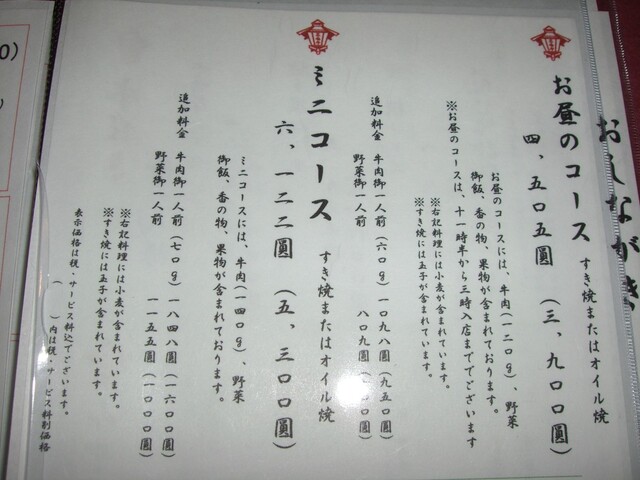 おしながき
お昼のコース すき焼またはオイル焼
四、五〇五圓 (三、九〇〇圓)
お昼のコースには、牛肉(一二〇g)、野菜
御飯、香の物、果物が含まれております。
※お昼のコースは、十一時半から三時入店まででございます
※右記料理には小麦が含まれています。
※すき焼には玉子が含まれています。
追加料金 牛肉御一人前(六〇g) 一〇九八圓(九五〇圓)
野菜御一人前 八〇九圓(七〇〇圓)
ミニコース すき焼またはオイル焼
六、一二二圓 (五、三〇〇圓)
ミニコースには、牛肉(一四〇g)、野菜
御飯、香の物、果物が含まれております。
追加料金 牛肉御一人前(七〇g) 一八四八圓(一六〇〇圓)
野菜御一人前 一一五五圓(一〇〇〇圓)
※右記料理には小麦が含まれています。
※すき焼には玉子が含まれています。
表示価格は税・サービス料込でございます。
( )内は税・サービス料別価格
0)
)